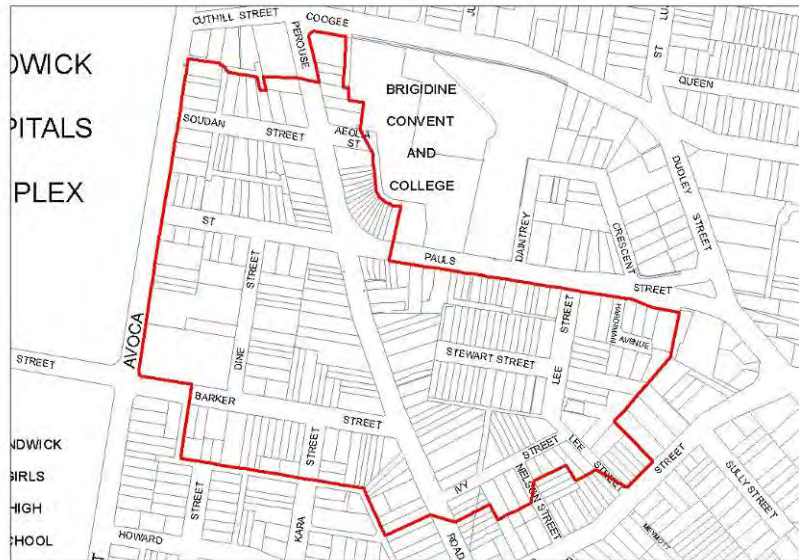 CUTHILL STREET
COOGEE
PEROUSE
ST
QUEEN
DWICK
PITALS
PLEX
BRIGIDINE
CONVENT
AND
COLLEGE
SOUDAN STREET
AEOLIA
ST
DUDLEY
STREET
DAINTREY
CRESCENT
ST PAULS STREET
DINE
STREET
AVOCA
STREET
HARDIMAN
AVENUE
STEWART STREET
LEE
STREET
BARKER STREET
IVY STREET
LEE STREET
NELSON STREET
STREET
SULLY STREET
MEYMOTT
NDWICK
GIRLS
HIGH
CHOOL
STREET
STREET
KARA
HOWARD
ROAD